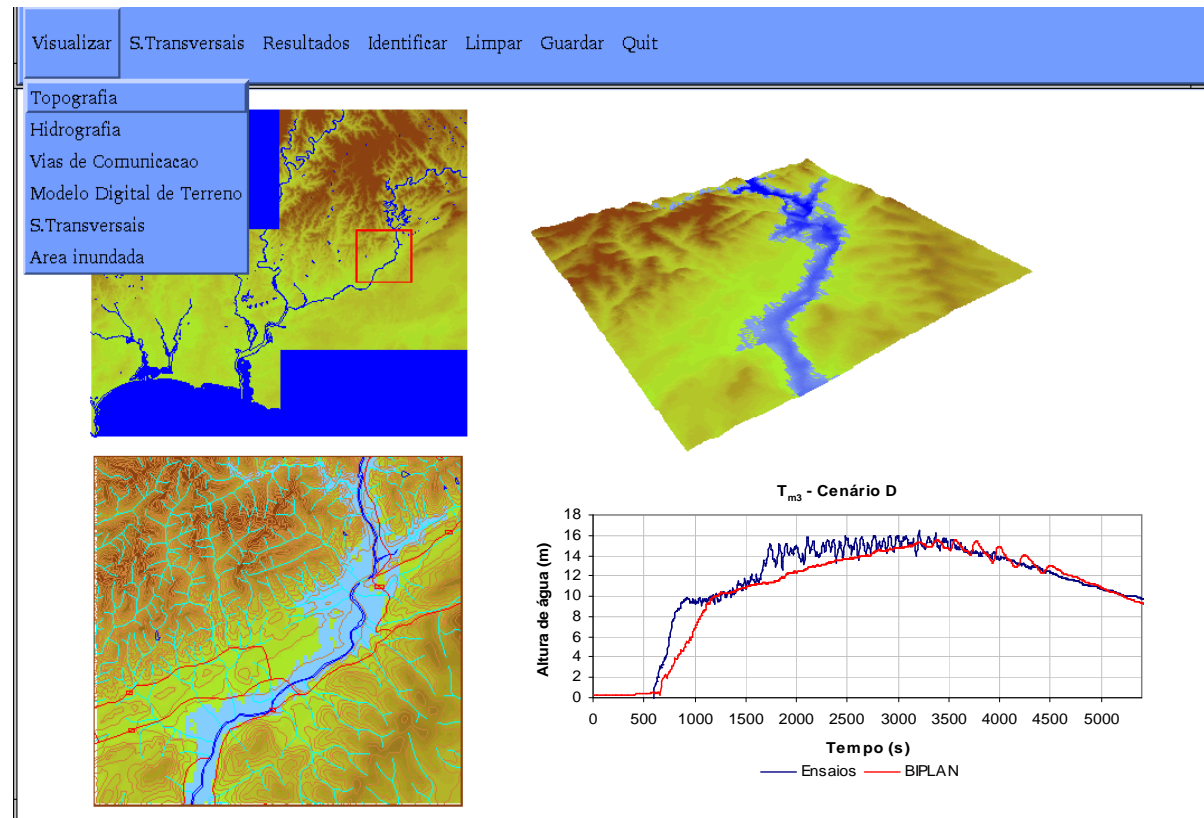 Visualizar S.Transversais Resultados Identificar Limpar Guardar Quit
Topografia
Hidrografia
Vias de Comunicacao
Modelo Digital de Terreno
S.Transversais
Area inundada
Tm3 - Cenário D
Altura de água (m)
18
16
14
12
10
8
6
4
2
0
0 500 1000 1500 2000 2500 3000 3500 4000 4500 5000
Tempo (s)
Ensaios BIPLAN